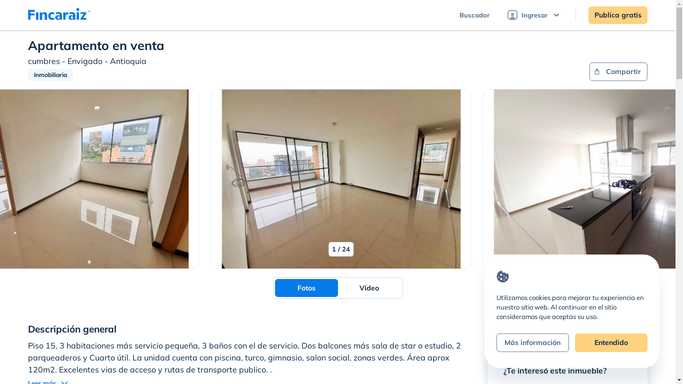 Fincaraiz
Buscador
Ingresar
Publica gratis
Apartamento en venta
cumbres - Envigado - Antioquia
Inmobiliaria
Compartir
1 / 24
Fotos
Video
Utilizamos cookies para mejorar tu experiencia en
nuestro sitio web. Al continuar en el sitio
consideramos que aceptas su uso.
Más información
Entendido
Descripción general
Piso 15, 3 habitaciones más servicio pequeña, 3 baños con el de servicio. Dos balcones más sala de star o estudio, 2
parqueaderos y Cuarto útil. La unidad cuenta con piscina, turco, gimnasio, salon social, zonas verdes. Área aprox
120m2. Excelentes vias de acceso y rutas de transporte publico. .
Leer más
¿Te interesó este inmueble?